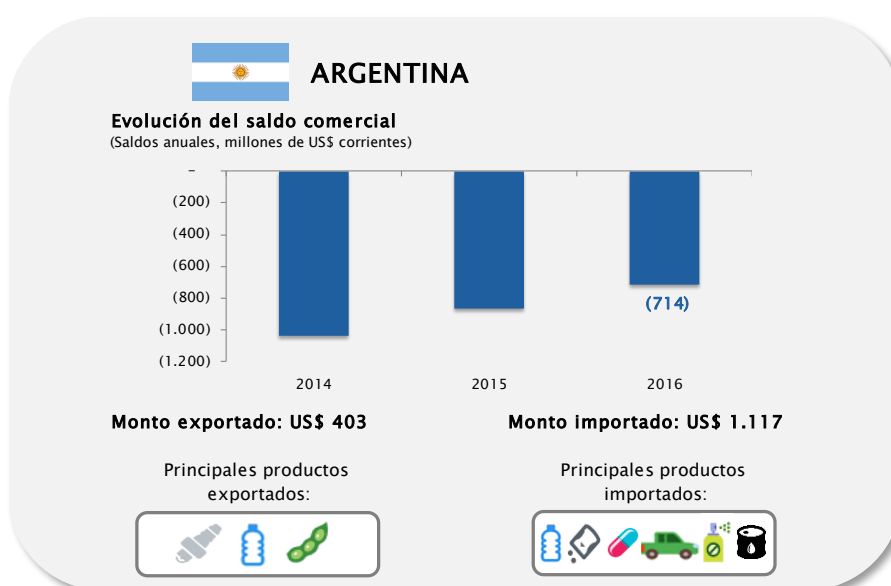 ARGENTINA
Evolución del saldo comercial
(Saldos anuales, millones de US$ corrientes)
-
(200)
(400)
(600)
(800)
(1.000)
(1.200)
(714)
2014 2015 2016
Monto exportado: US$ 403 Monto importado: US$ 1.117
Principales productos
exportados:
Principales productos
importados: